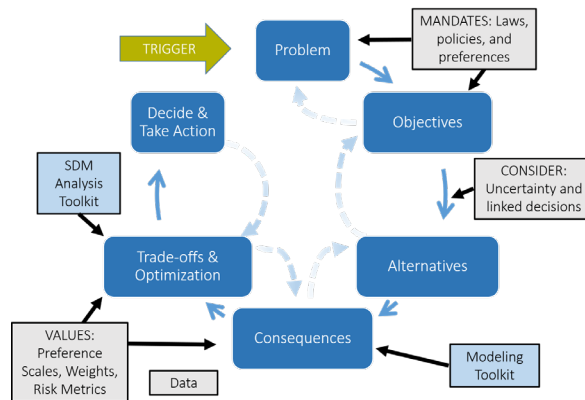 TRIGGER
Problem
MANDATES: Laws,
policies, and
preferences
Decide &
Take Action
Objectives
SDM
Analysis
Toolkit
CONSIDER:
Uncertainty and
linked decisions
Trade-offs &
Optimization
Alternatives
Consequences
VALUES:
Preference
Scales, Weights,
Risk Metrics
Data
Modeling
Toolkit